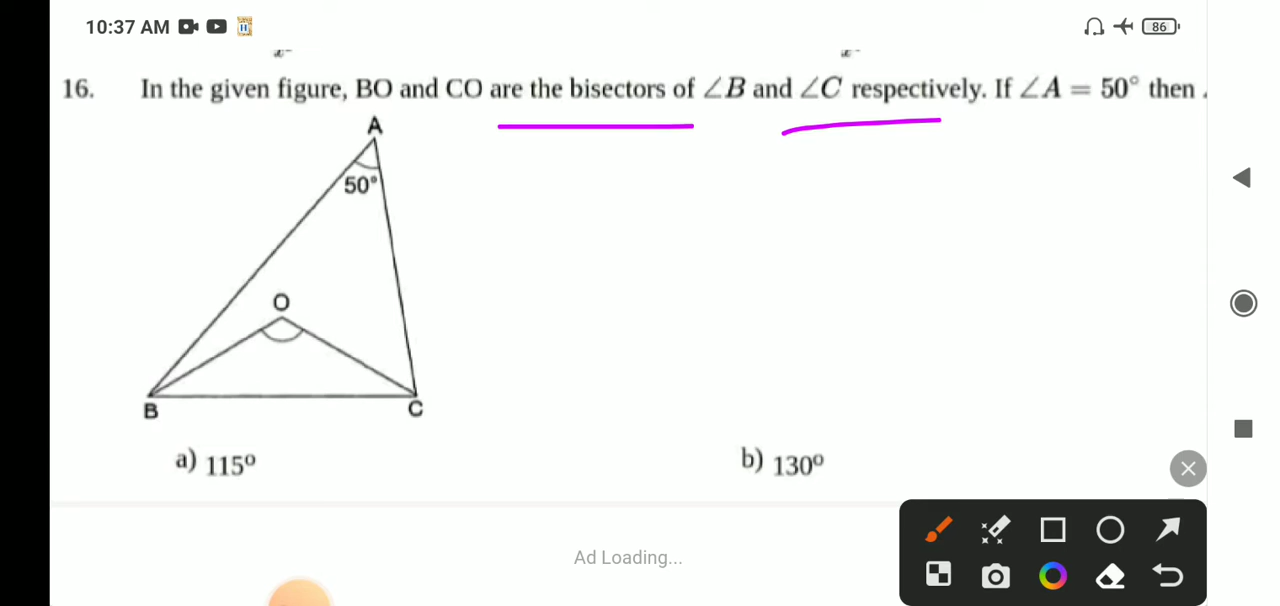 10:37 AM
86
16. In the given figure, BO and CO are the bisectors of ∠B and ∠C respectively. If ∠A = 50° then
A
50°
O
B
C
a) 115°
b) 130°
Ad Loading...